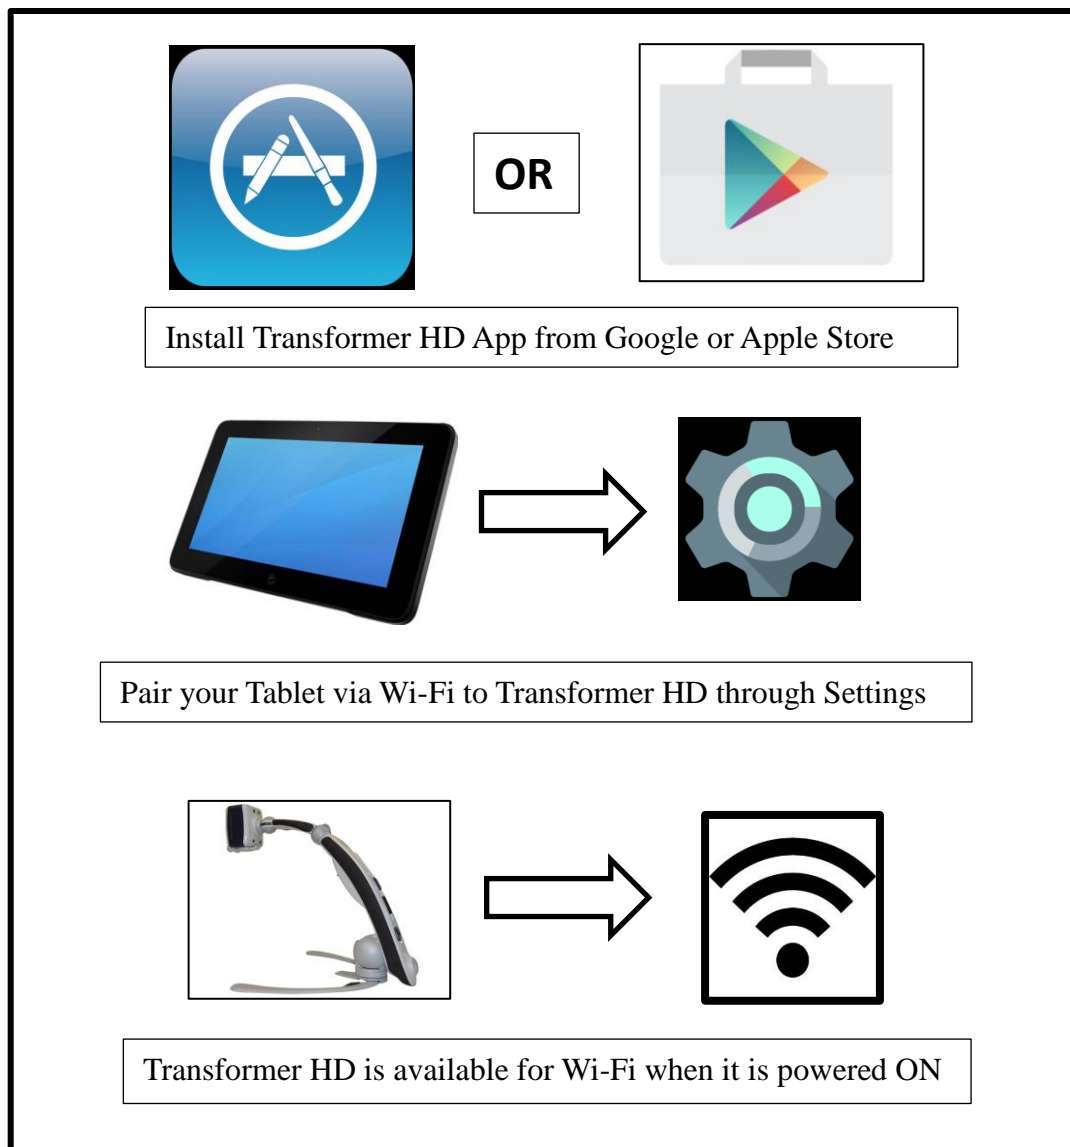 OR
Install Transformer HD App from Google or Apple Store
Pair your Tablet via Wi-Fi to Transformer HD through Settings
Transformer HD is available for Wi-Fi when it is powered ON